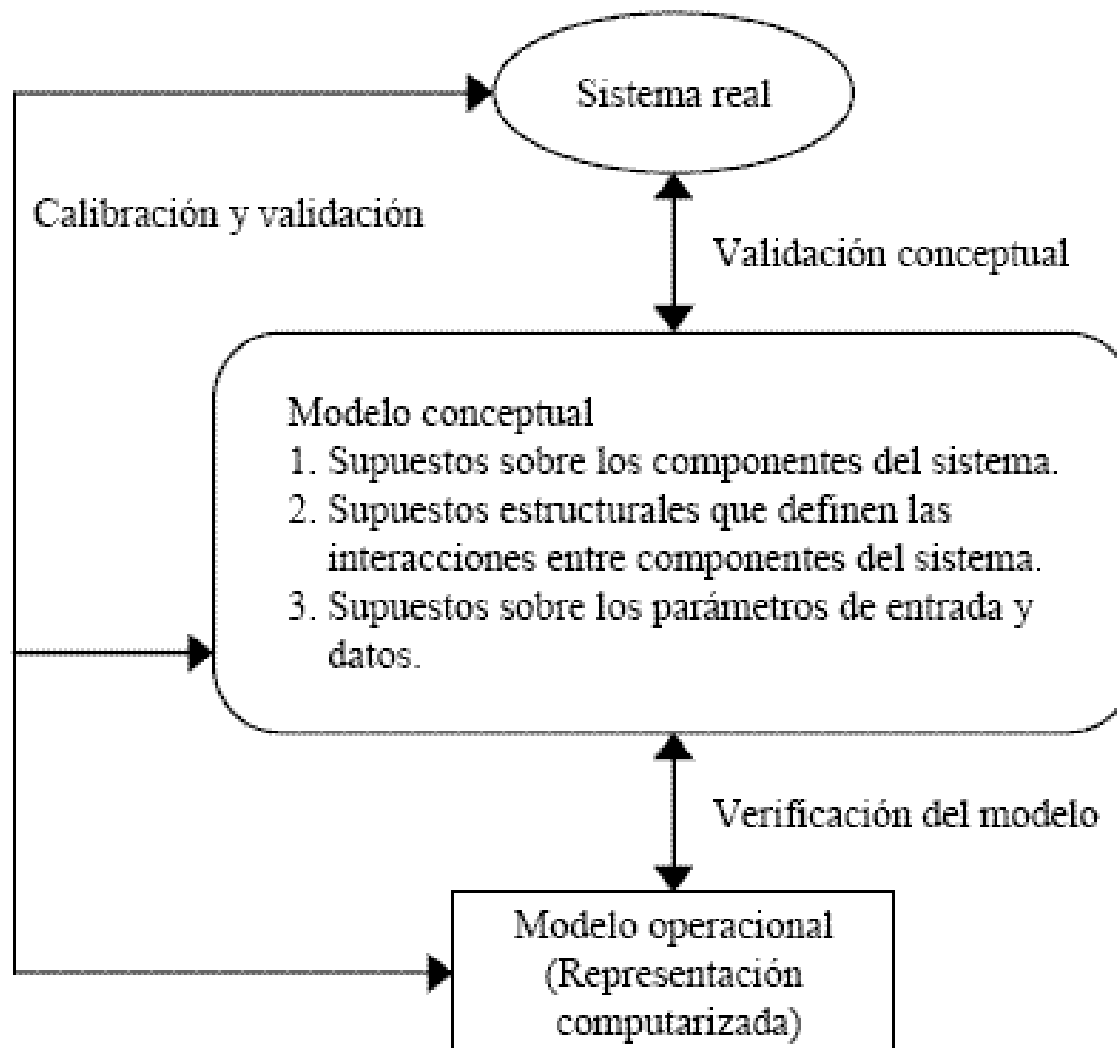 Sistema real
Calibración y validación
Validación conceptual
Modelo conceptual
1. Supuestos sobre los componentes del sistema.
2. Supuestos estructurales que definen las
interacciones entre componentes del sistema.
3. Supuestos sobre los parámetros de entrada y
datos.
Verificación del modelo
Modelo operacional
(Representación
computarizada)